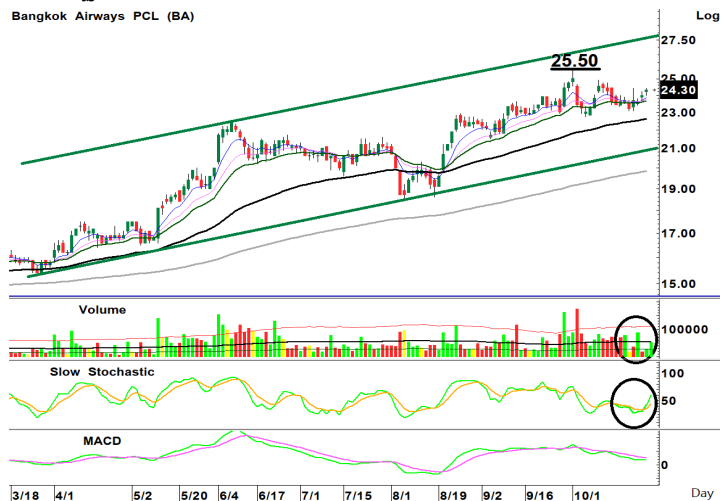 Bangkok Airways PCL (BA) Log
27.50
25.50
25.00
24.30
23.00
21.00
19.00
17.00
15.00
Volume
100000
Slow Stochastic 100
50
MACD
0
3/18 4/1 5/2 5/20 6/4 6/17 7/1 7/15 8/1 8/19 9/2 9/16 10/1 Day